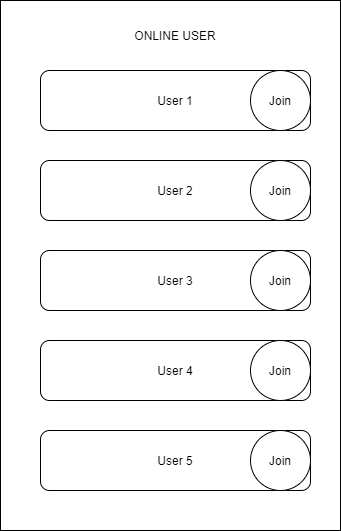 ONLINE USER
User 1 Join
User 2 Join
User 3 Join
User 4 Join
User 5 Join